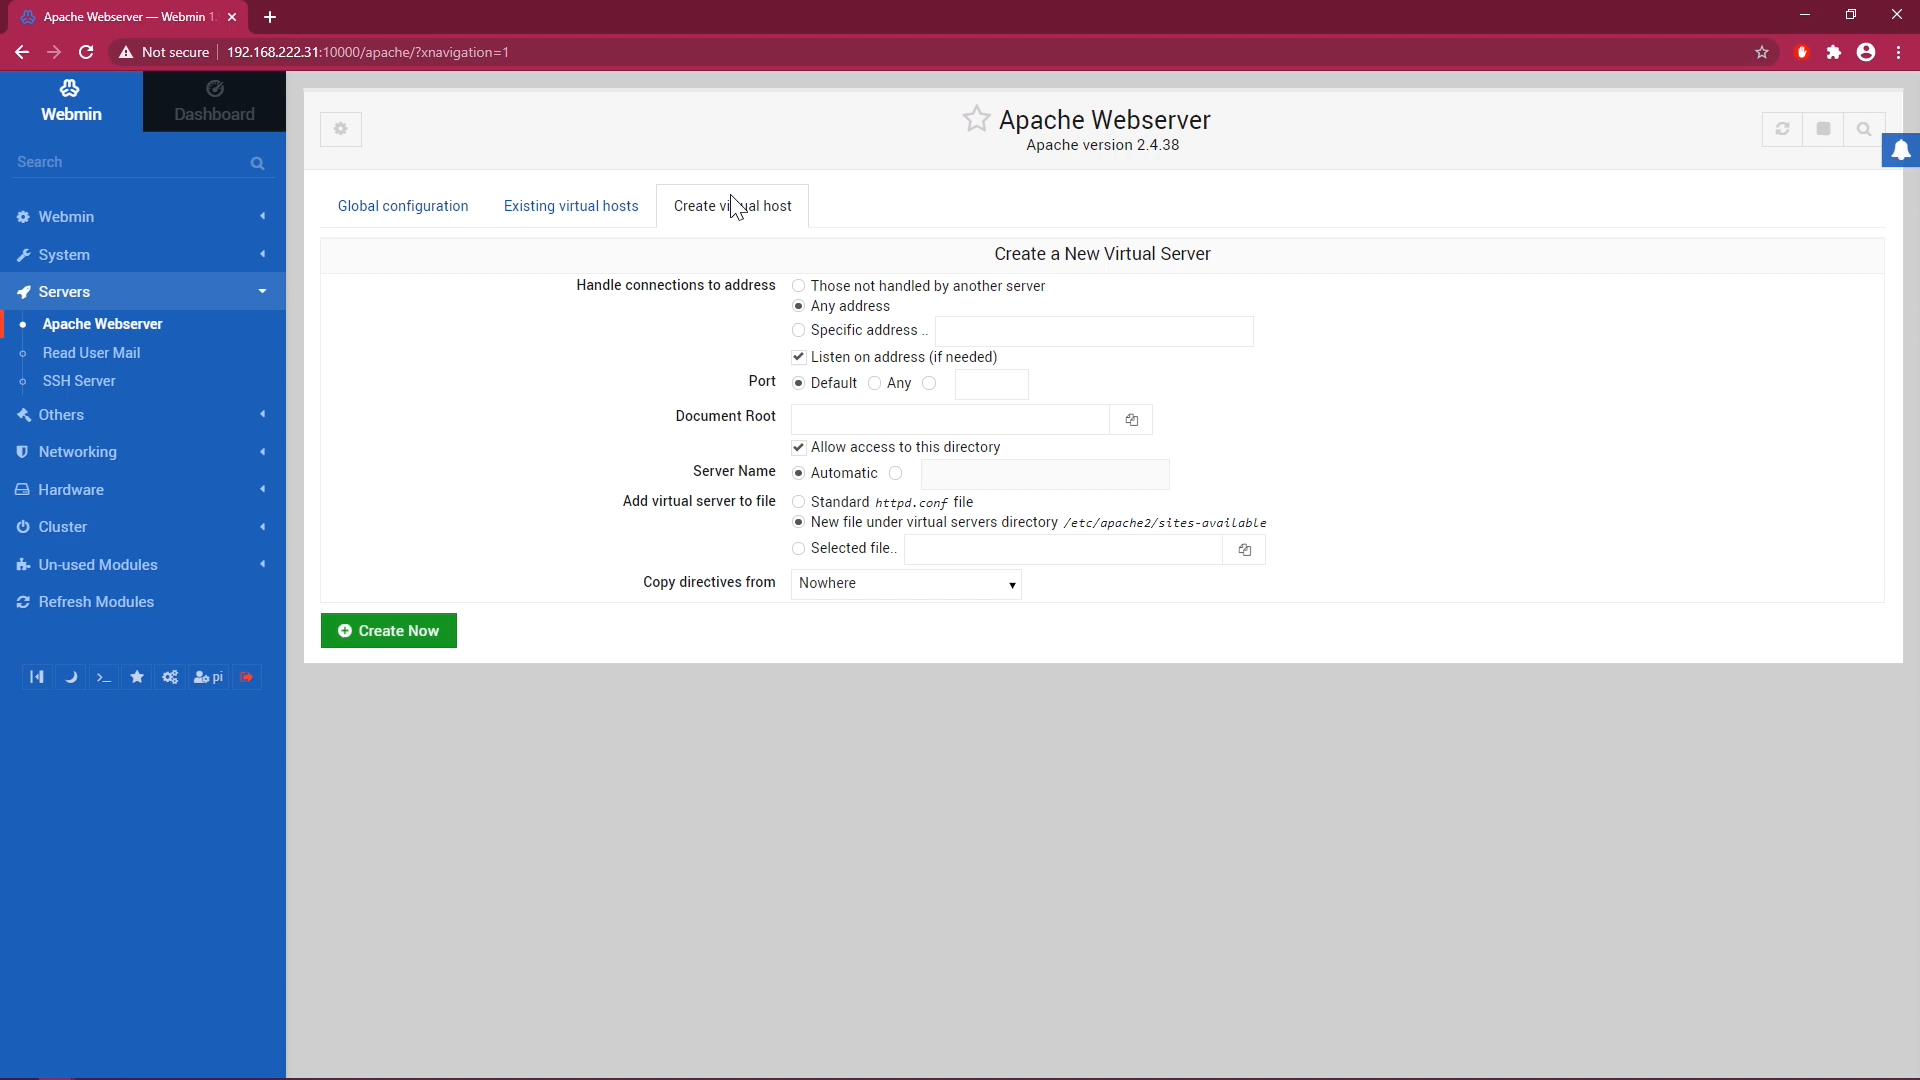 Apache Webserver — Webmin 1.
Not secure
192.168.222.31:10000/apache/?xnavigation=1
Webmin
Dashboard
Search
Webmin
System
Servers
Apache Webserver
Read User Mail
SSH Server
Others
Networking
Hardware
Cluster
Un-used Modules
Refresh Modules
>_
pi
Apache Webserver
Apache version 2.4.38
Global configuration
Existing virtual hosts
Create virtual host
Create a New Virtual Server
Handle connections to address
Those not handled by another server
Any address
Specific address ..
Listen on address (if needed)
Port
Default
Any
Document Root
Allow access to this directory
Server Name
Automatic
Add virtual server to file
Standard httpd.conf file
New file under virtual servers directory /etc/apache2/sites-available
Selected file..
Copy directives from
Nowhere
Create Now